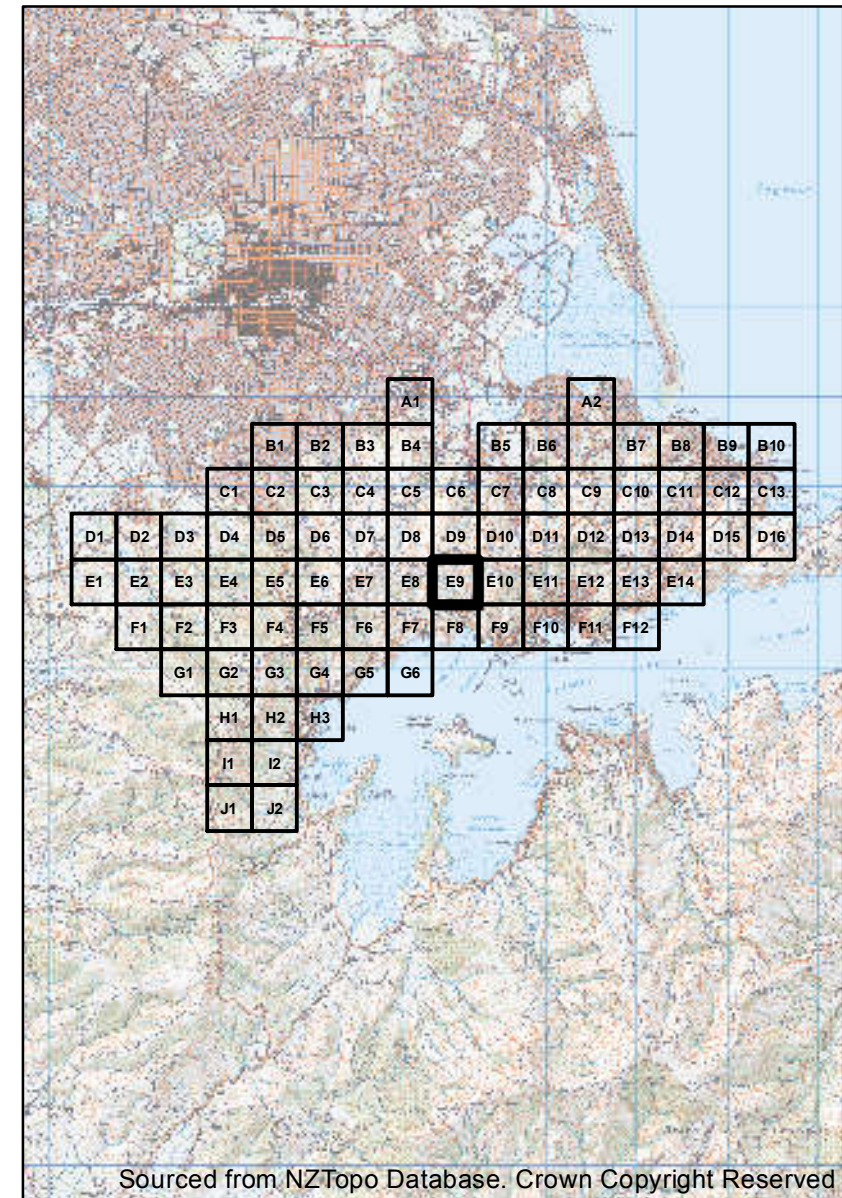 A1 A2
B1 B2 B3 B4 B5 B6 B7 B8 B9 B10
C1 C2 C3 C4 C5 C6 C7 C8 C9 C10 C11 C12 C13
D1 D2 D3 D4 D5 D6 D7 D8 D9 D10 D11 D12 D13 D14 D15 D16
E1 E2 E3 E4 E5 E6 E7 E8 E9 E10 E11 E12 E13 E14
F1 F2 F3 F4 F5 F6 F7 F8 F9 F10 F11 F12
G1 G2 G3 G4 G5 G6
H1 H2 H3
I1 I2
J1 J2
Sourced from NZTopo Database. Crown Copyright Reserved